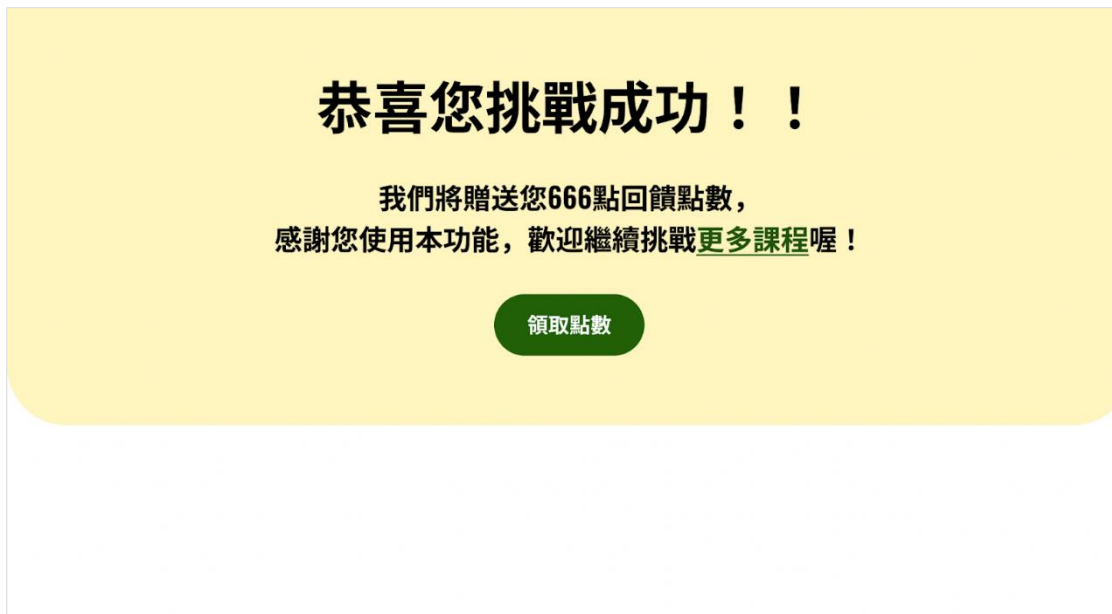 恭喜您挑戰成功！！
我們將贈送您666點回饋點數，
感謝您使用本功能，歡迎繼續挑戰更多課程喔！
領取點數